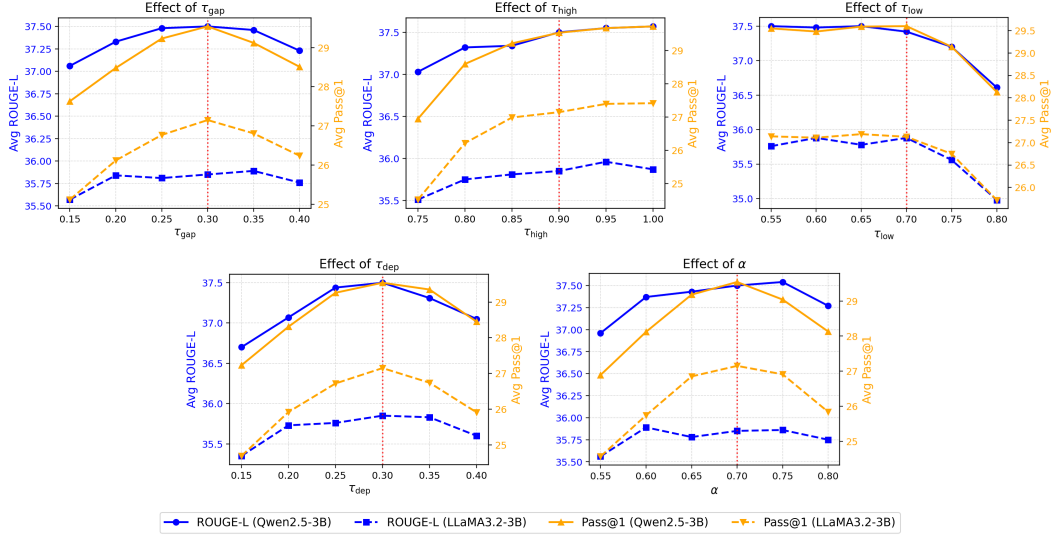 Effect of τgap
Avg ROUGE-L
37.50
37.25
37.00
36.75
36.50
36.25
36.00
35.75
35.50
0.15 0.20 0.25 0.30 0.35 0.40
τgap
29
28
27
26
25
Avg Pass@1
Effect of τhigh
Avg ROUGE-L
37.5
37.0
36.5
36.0
35.5
0.75 0.80 0.85 0.90 0.95 1.00
τhigh
29
28
27
26
25
Avg Pass@1
Effect of τlow
Avg ROUGE-L
37.5
37.0
36.5
36.0
35.5
35.0
0.55 0.60 0.65 0.70 0.75 0.80
τlow
29.5
29.0
28.5
28.0
27.5
27.0
26.5
26.0
Avg Pass@1
Effect of τdep
Avg ROUGE-L
37.5
37.0
36.5
36.0
35.5
0.15 0.20 0.25 0.30 0.35 0.40
τdep
29
28
27
26
25
Avg Pass@1
Effect of α
Avg ROUGE-L
37.50
37.25
37.00
36.75
36.50
36.25
36.00
35.75
35.50
0.55 0.60 0.65 0.70 0.75 0.80
α
29
28
27
26
25
Avg Pass@1
ROUGE-L (Qwen2.5-3B) ROUGE-L (LLaMA3.2-3B) Pass@1 (Qwen2.5-3B) Pass@1 (LLaMA3.2-3B)